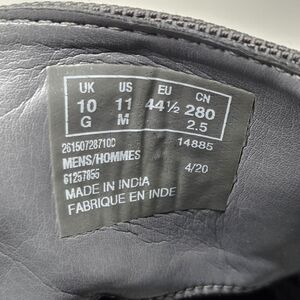 UK US EU CN
10 11 44½ 280
G M 2.5
26150728710D 14885
MENS/HOMMES 4/20
61257855
MADE IN INDIA
FABRIQUE EN INDE